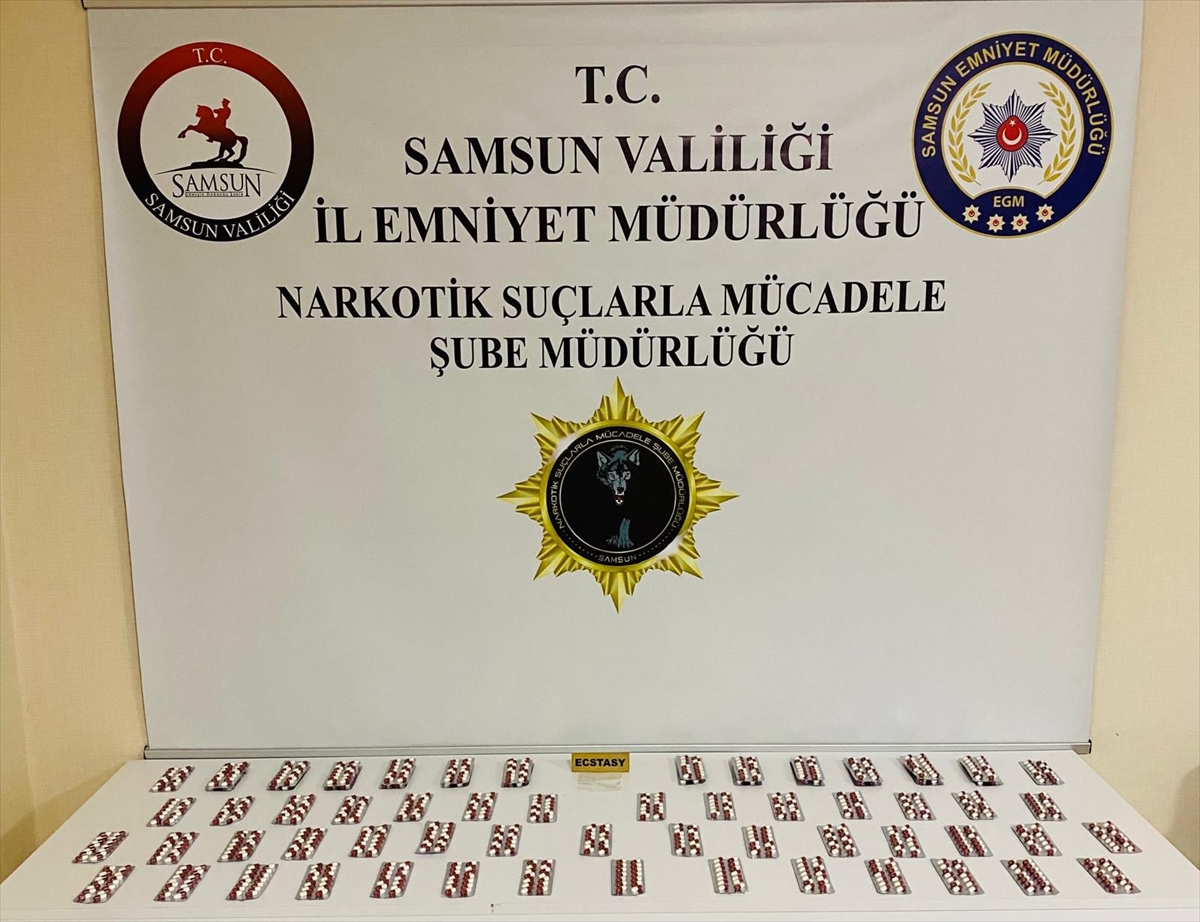 T.C.
SAMSUN
SAMSUN VALİLİĞİ
T.C.
SAMSUN VALİLİĞİ
İL EMNİYET MÜDÜRLÜĞÜ
NARKOTİK SUÇLARLA MÜCADELE
ŞUBE MÜDÜRLÜĞÜ
SAMSUN EMNİYET MÜDÜRLÜĞÜ
EGM
NARKOTİK SUÇLARLA MÜCADELE ŞUBE MÜDÜRLÜĞÜ
SAMSUN
ECSTASY